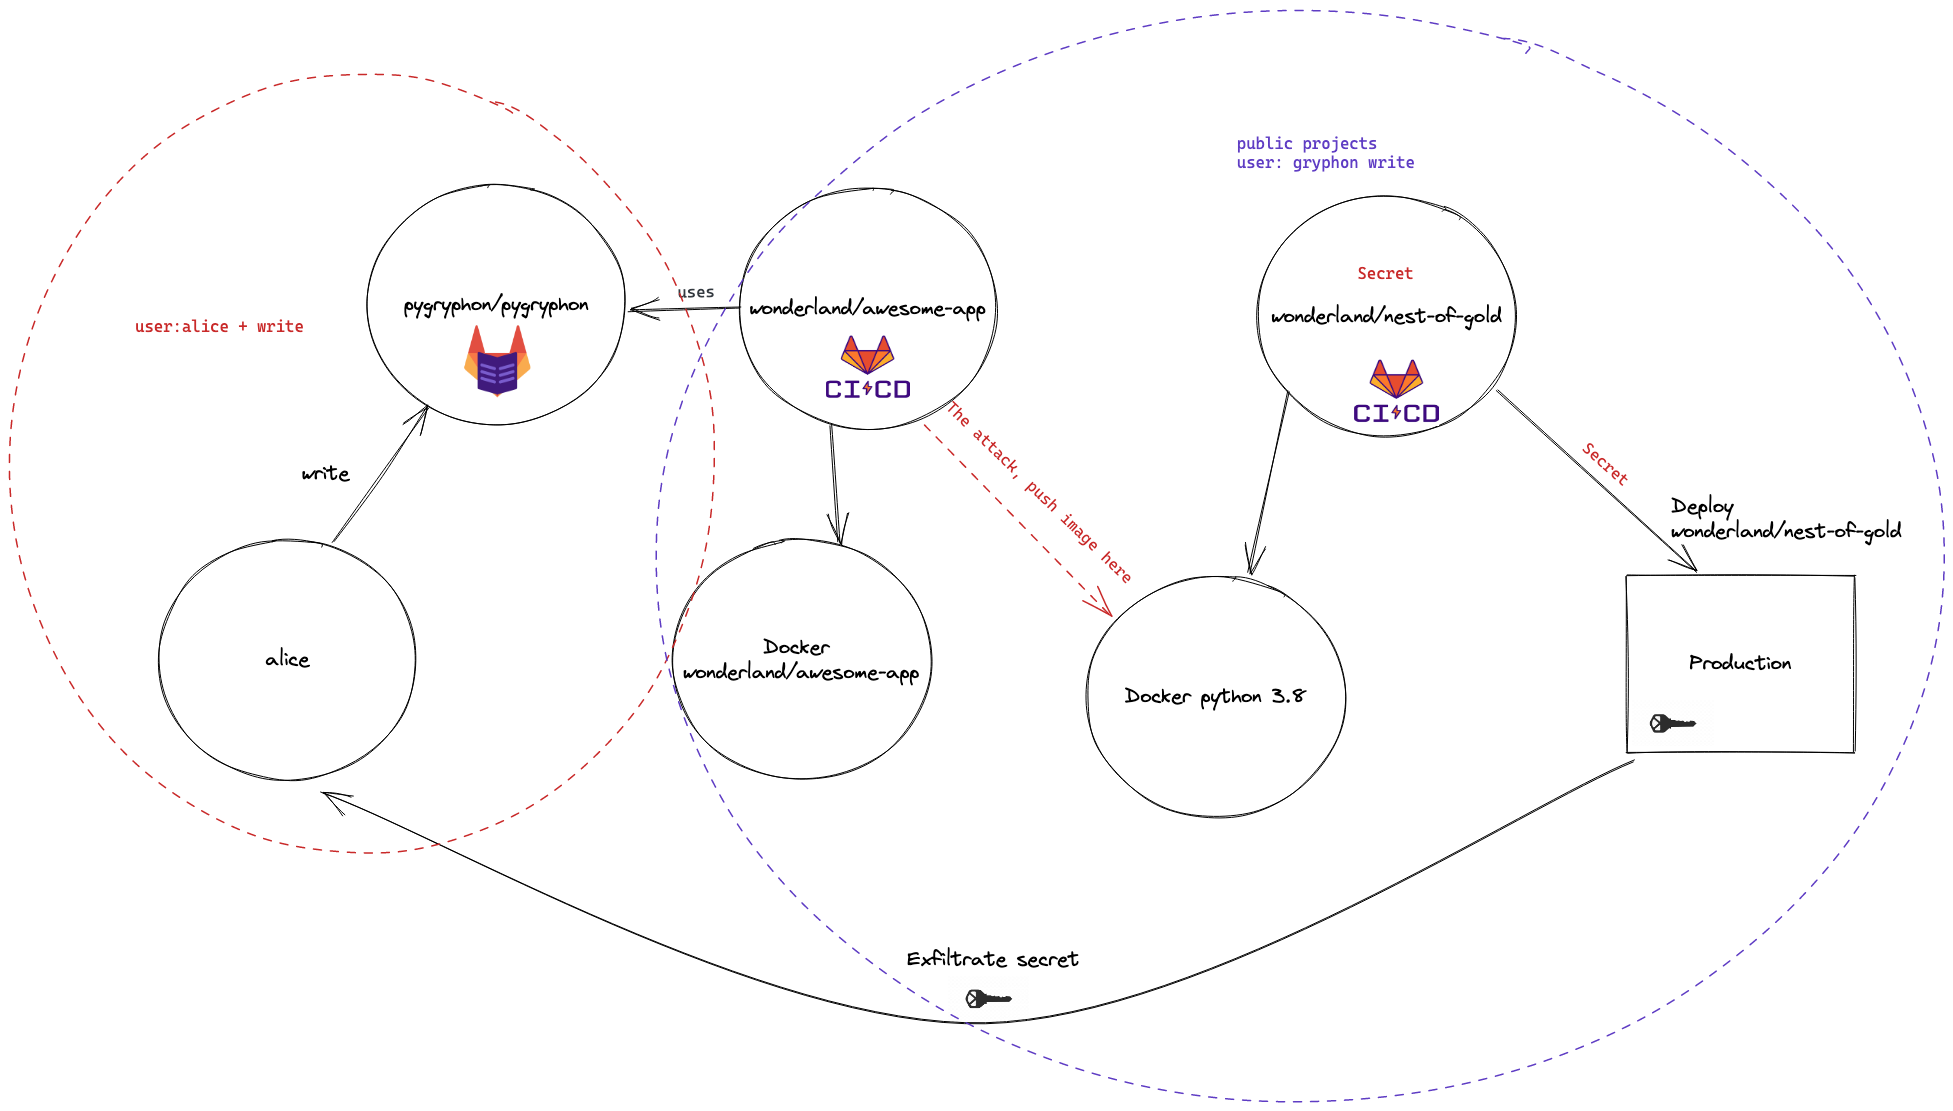 public projects
user: gryphon write
user:alice + write
pygryphon/pygryphon
uses
wonderland/awesome-app
CI CD
Secret
wonderland/nest-of-gold
CI CD
write
The attack, push image here
Secret
Deploy
wonderland/nest-of-gold
alice
Docker
wonderland/awesome-app
Docker python 3.8
Production
Exfiltrate secret